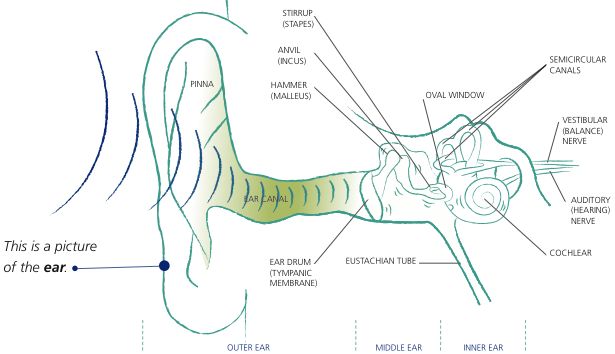 STIRRUP
(STAPES)
ANVIL
(INCUS)
HAMMER
(MALLEUS)
PINNA
OVAL WINDOW
SEMICIRCULAR
CANALS
VESTIBULAR
(BALANCE)
NERVE
EAR CANAL
AUDITORY
(HEARING)
NERVE
This is a picture
of the ear.
EAR DRUM
(TYMPANIC
MEMBRANE)
EUSTACHIAN TUBE
COCHLEAR
OUTER EAR
MIDDLE EAR
INNER EAR